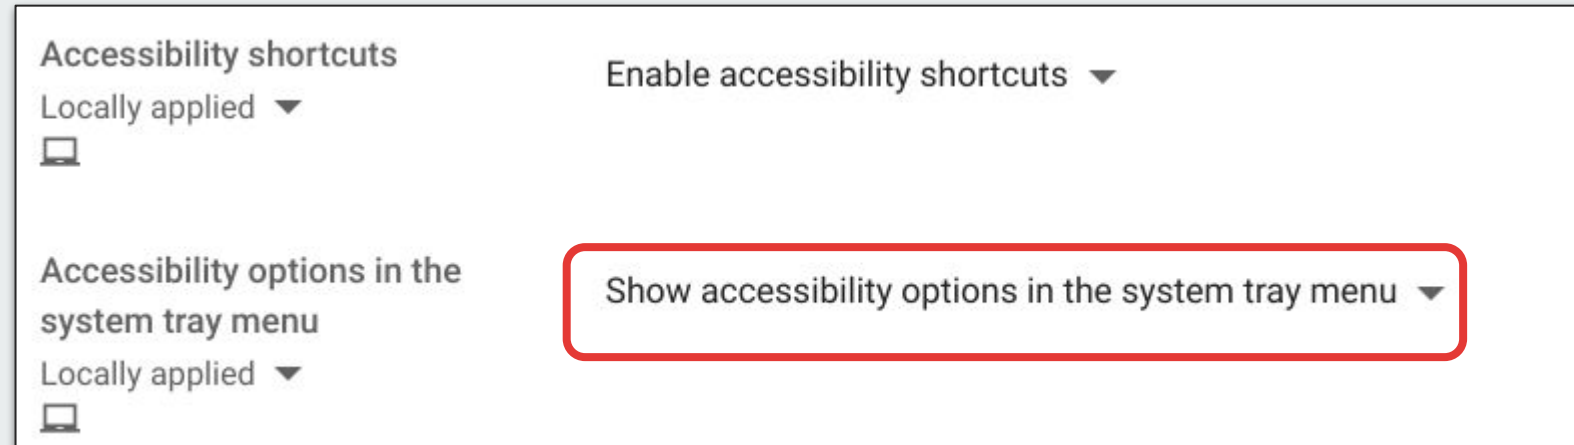 Accessibility shortcuts
Enable accessibility shortcuts
Locally applied
Accessibility options in the
system tray menu
Show accessibility options in the system tray menu
Locally applied